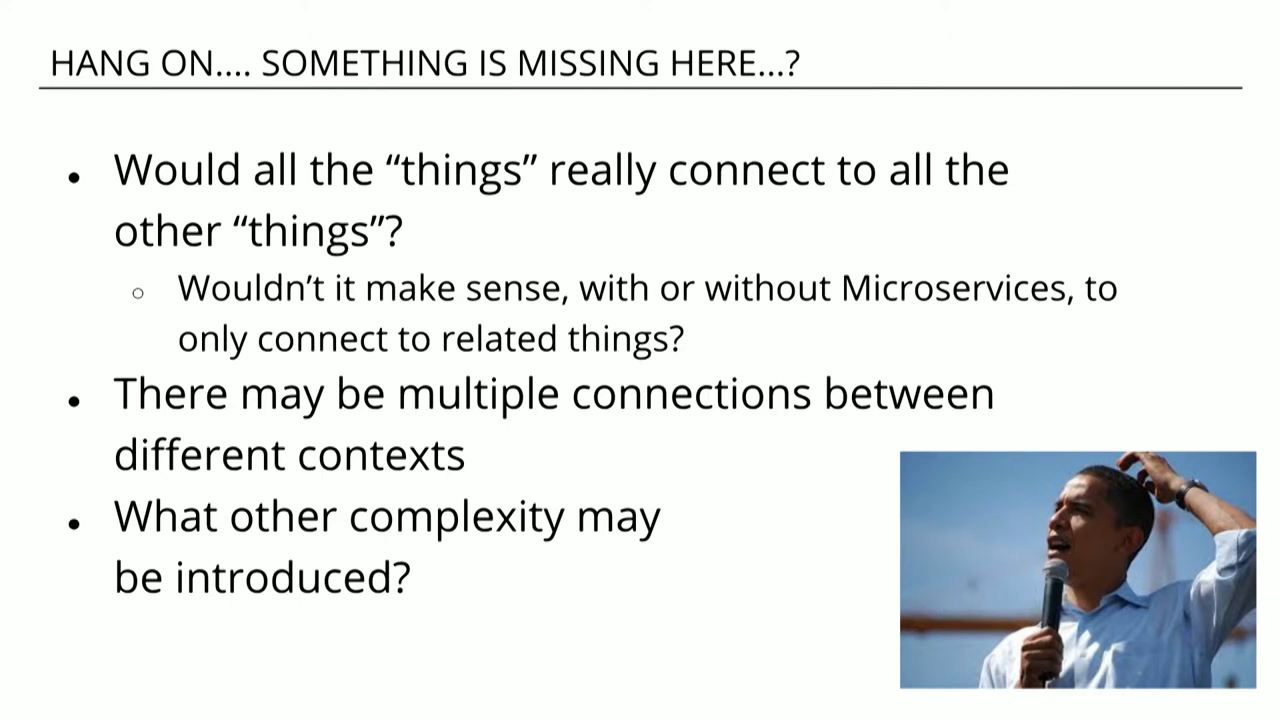 HANG ON.... SOMETHING IS MISSING HERE...?
Would all the “things” really connect to all the
other “things”?
Wouldn’t it make sense, with or without Microservices, to
only connect to related things?
There may be multiple connections between
different contexts
What other complexity may
be introduced?